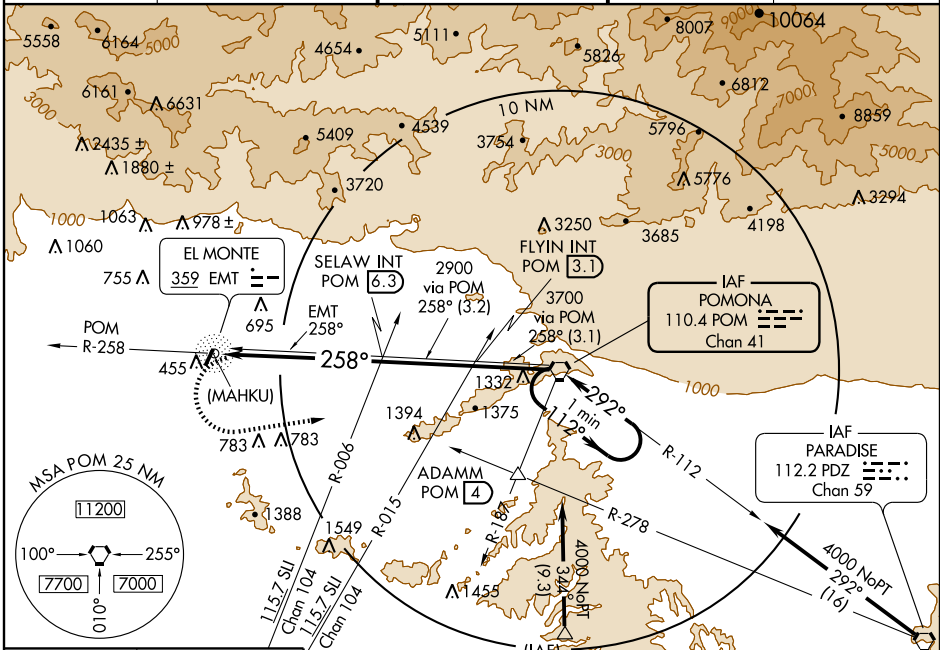 5558
6164
5000
4654
5111
5826
8007
9000
10064
6161
6631
3000
2435 ±
1880 ±
5409
4539
10 NM
3754
3000
5796
6812
7000
8859
5000
5776
3720
3294
4198
3685
3250
1000
1063
978 ±
1060
755
EL MONTE
359 EMT
695
SELAW INT
POM 6.3
2900
via POM
258° (3.2)
FLYIN INT
POM 3.1
3700
via POM
258° (3.1)
IAF
POMONA
110.4 POM
Chan 41
POM
R-258
EMT
258°
258°
455
(MAHKU)
1332
1000
1394
1375
292°
1 min
112°
783
783
R-112
IAF
PARADISE
112.2 PDZ
Chan 59
ADAMM
POM 4
R-006
R-015
R-187
R-278
MSA POM 25 NM
11200
100°
255°
7700
7000
010°
1388
1549
1455
115.7 SLI
Chan 104
115.7 SLI
Chan 104
4000 NoPT
344°
(9.3)
4000 NoPT
292°
(16)
(IAF)